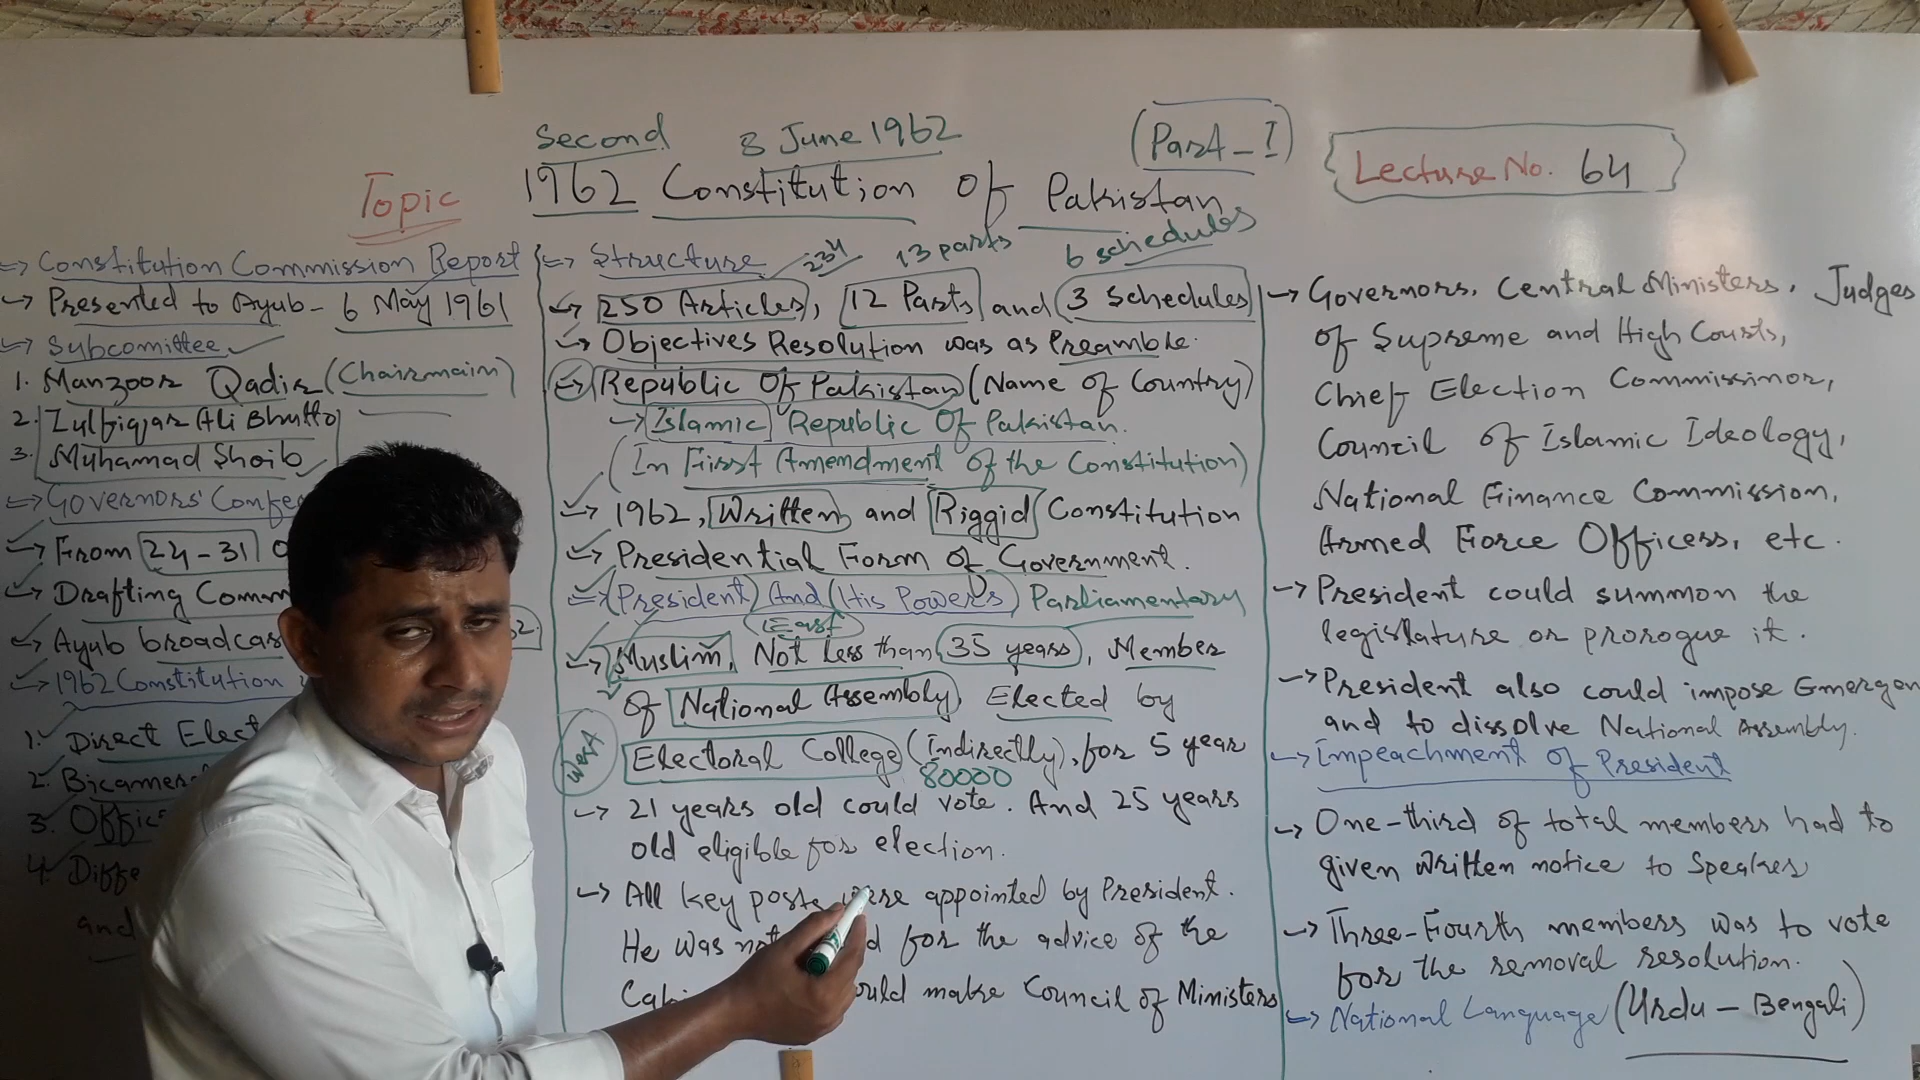 Second 8 June 1962
(Part-I)
Lecture No. 64
Topic
1962 Constitution Of Pakistan
⇒ Constitution Commission Report
→ Presented to Ayub - 6 May 1961
→ Subcomittee
1. Manzoor Qadir (Chairmain)
2. Zulfiqar Ali Bhutto
3. Muhamad Shoib
⇒ Governors' Confe
→ From 24-31 O
→ Drafting Comm
→ Ayub broadcas
→ 1962 Constitution
1. Direct Elect
2. Bicamer
3. Offic
4. Diffe
and
⇒ Structure 234 13 parts 6 schedules
→ 250 Articles, 12 Parts and 3 Schedules
→ Objectives Resolution was as Preamble.
→ Republic Of Pakistan (Name of Country)
→ Islamic Republic Of Pakistan.
(In First Amendment of the Constitution)
→ 1962, Written and Riggid Constitution
→ Presidential Form of Government.
⇒ (President) And (His Powers) Parliamentary
East
→ Muslim, Not less than 35 years, Member
of National Assembly, Elected by
West
Electoral College (Indirectly), for 5 year
80000
→ 21 years old could vote. And 25 years
old eligible for election.
→ All key posts were appointed by President.
He was not d for the advice of the
Cabi ould make Council of Ministers
→ Governors, Central Ministers, Judges
of Supreme and High Courts,
Chief Election Commissinor,
Council of Islamic Ideology,
National Finance Commission,
Armed Force Officess, etc.
→ President could summon the
legislature or prorogue it.
→ President also could impose Emergen
and to dissolve National Assembly.
→ Impeachment of President
→ One-third of total members had to
given written notice to Speaker
→ Three-Fourth members was to vote
for the removal resolution.
→ National Language (Urdu - Bengali)